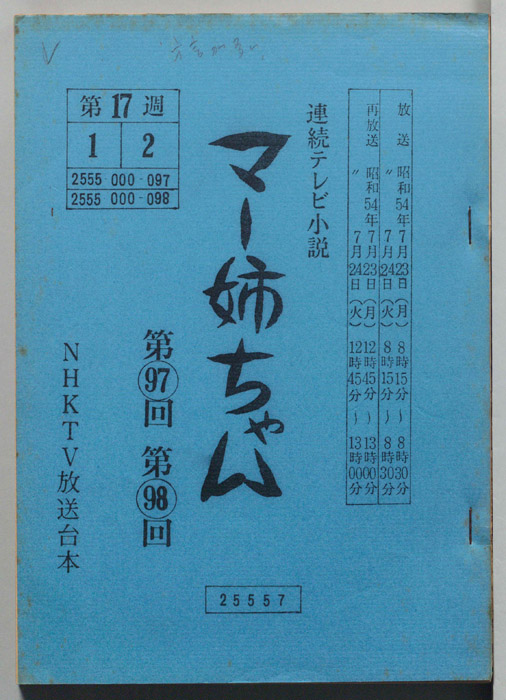 放送 昭和54年7月23日(月) 8時15分〜8時30分
〃 7月24日(火) 8時15分〜8時30分
再放送 昭和54年7月23日(月) 12時45分〜13時00分
〃 7月24日(火) 12時45分〜13時00分
連続テレビ小説
マー姉ちゃん
第97回 第98回
第17週
1 2
2555 000-097
2555 000-098
NHKTV放送台本
25557